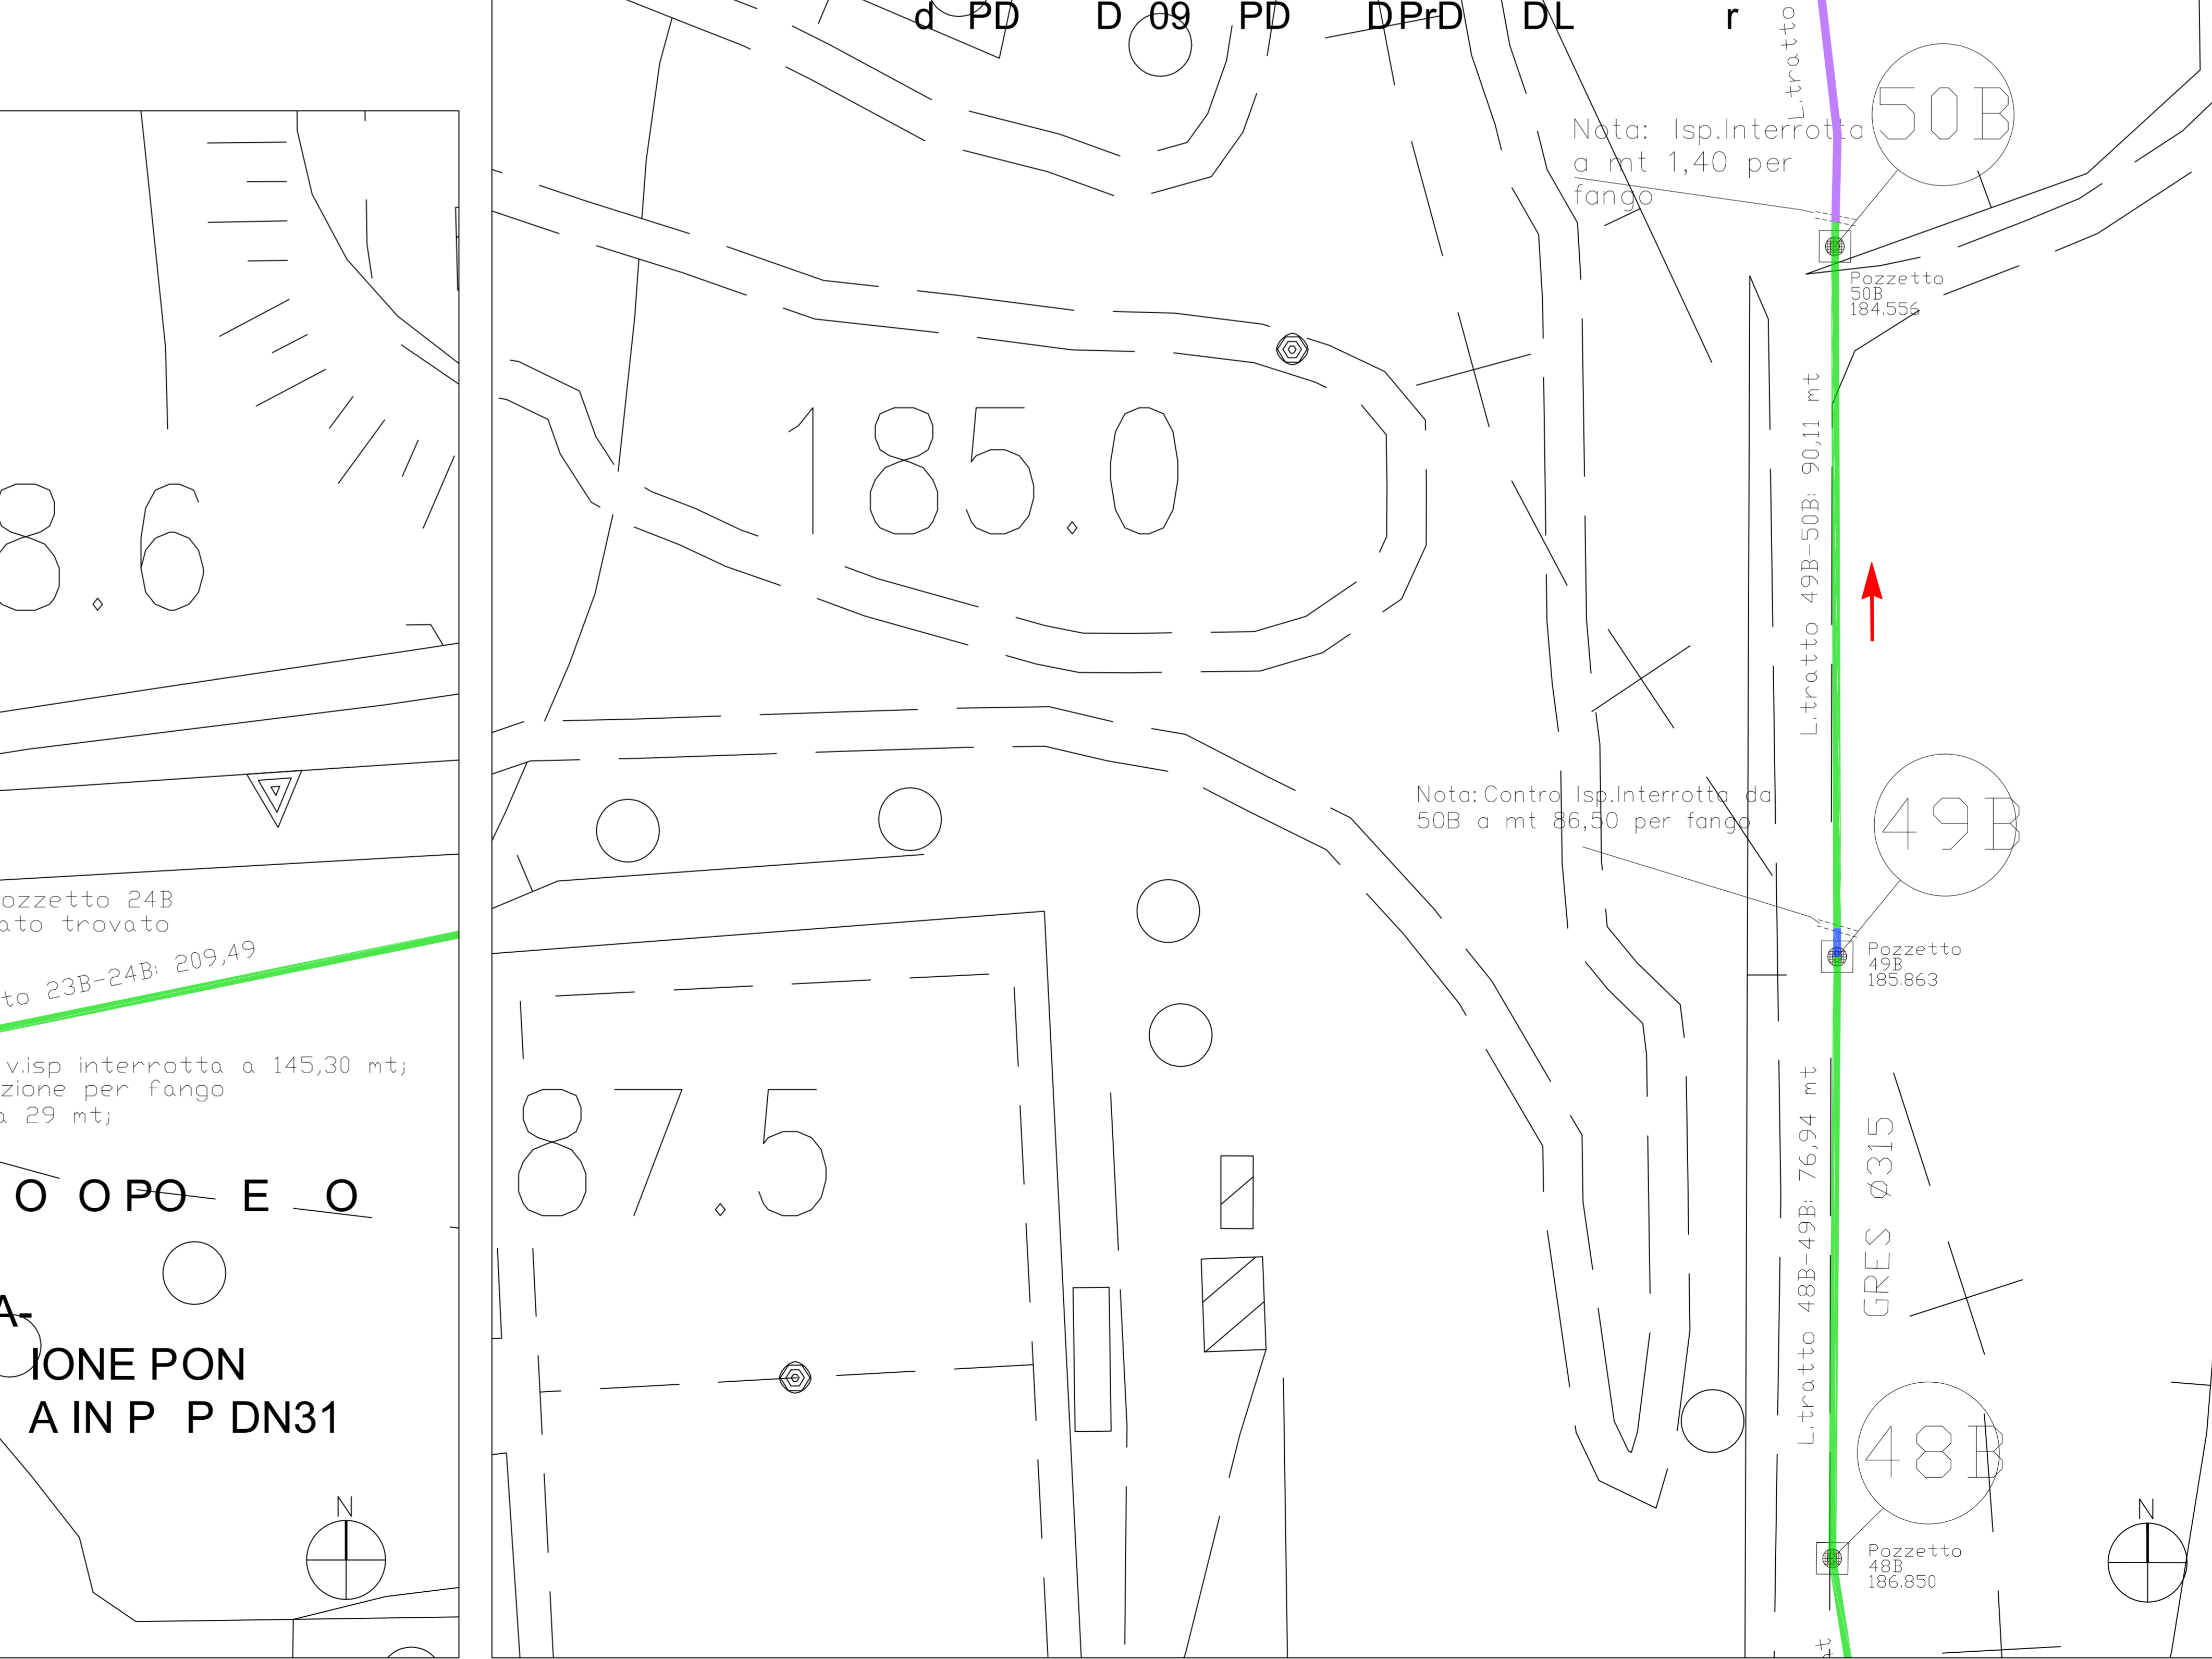 d PD D 09 PD DPrD DL r
L.tratto
Nota: Isp.Interrotta
a mt 1,40 per
fango
50B
Pozzetto
50B
184.556
8.6
185.0
L.tratto 49B-50B: 90,11 mt
Nota:Contro Isp.Interrotta da
50B a mt 86,50 per fango
49B
Pozzetto
49B
185.863
ozzetto 24B
ato trovato
to 23B-24B: 209,49
v.isp interrotta a 145,30 mt;
zione per fango
a 29 mt;
O O PO E O
A-
IONE PON
A IN P P DN31
N
87.5
L.tratto 48B-49B: 76,94 mt
GRES ø315
48B
Pozzetto
48B
186.850
N